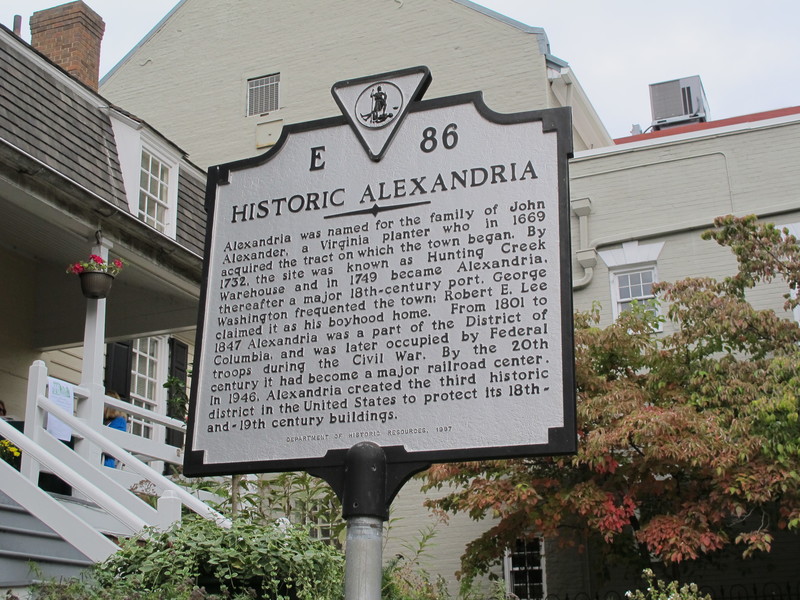 E 86
HISTORIC ALEXANDRIA
Alexandria was named for the family of John
Alexander, a Virginia planter who in 1669
acquired the tract on which the town began. By
1732, the site was known as Hunting Creek
Warehouse and in 1749 became Alexandria,
thereafter a major 18th-century port. George
Washington frequented the town; Robert E. Lee
claimed it as his boyhood home. From 1801 to
1847 Alexandria was a part of the District of
Columbia, and was later occupied by Federal
troops during the Civil War. By the 20th
century it had become a major railroad center.
In 1946, Alexandria created the third historic
district in the United States to protect its 18th-
and-19th century buildings.
DEPARTMENT OF HISTORIC RESOURCES, 1997